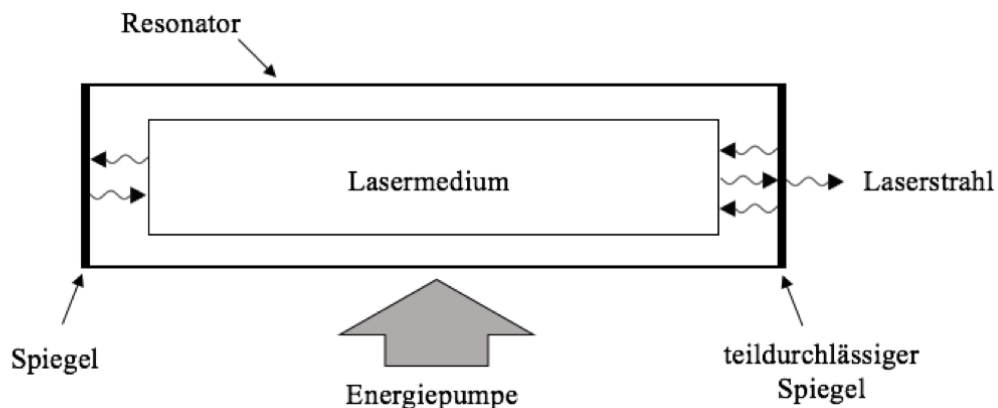 Resonator
Lasermedium
Laserstrahl
Spiegel
Energiepumpe
teildurchlässiger
Spiegel